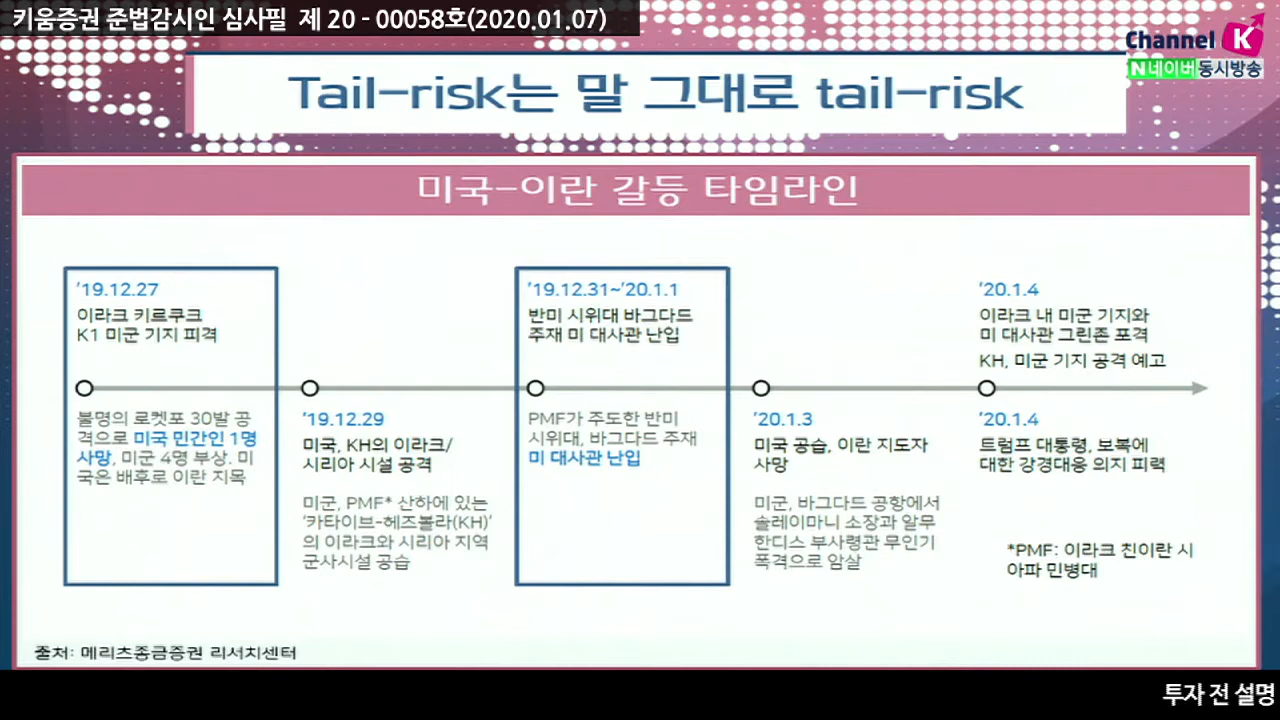 키움증권 준법감시인 심사필 제 20 - 00058호(2020.01.07)
Channel K
N 네이버 동시방송
Tail-risk는 말 그대로 tail-risk
미국-이란 갈등 타임라인
'19.12.27
이라크 키르쿠크
K1 미군 기지 피격
불명의 로켓포 30발 공
격으로 미국 민간인 1명
사망, 미군 4명 부상. 미
국은 배후로 이란 지목
'19.12.29
미국, KH의 이라크/
시리아 시설 공격
미군, PMF* 산하에 있는
‘카타이브-헤즈볼라(KH)’
의 이라크와 시리아 지역
군사시설 공습
'19.12.31~'20.1.1
반미 시위대 바그다드
주재 미 대사관 난입
PMF가 주도한 반미
시위대, 바그다드 주재
미 대사관 난입
'20.1.3
미국 공습, 이란 지도자
사망
미군, 바그다드 공항에서
솔레이마니 소장과 알무
한디스 부사령관 무인기
폭격으로 암살
'20.1.4
이라크 내 미군 기지와
미 대사관 그린존 포격
KH, 미군 기지 공격 예고
'20.1.4
트럼프 대통령, 보복에
대한 강경대응 의지 피력
*PMF: 이라크 친이란 시
아파 민병대
출처: 메리츠종금증권 리서치센터
투자 전 설명